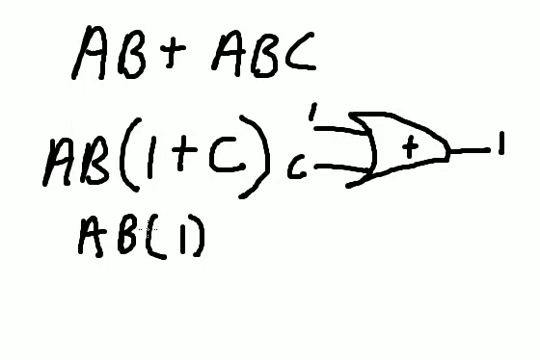 AB + ABC
AB(1 + C)
1
C
+
1
AB(1)